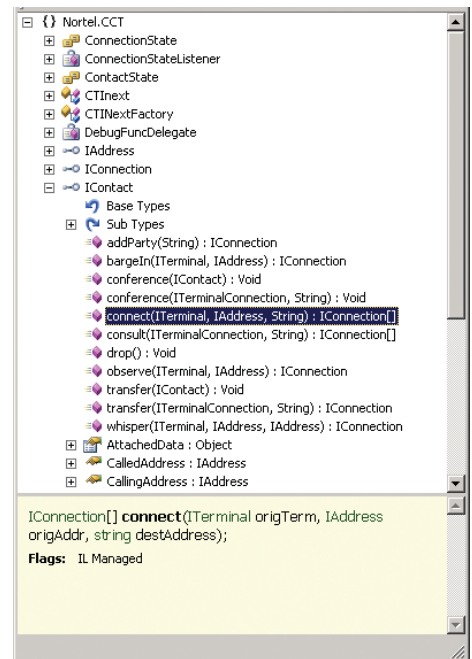 {} Nortel.CCT
ConnectionState
ConnectionStateListener
ContactState
CTInext
CTINextFactory
DebugFuncDelegate
IAddress
IConnection
IContact
Base Types
Sub Types
addParty(String) : IConnection
bargeIn(ITerminal, IAddress) : IConnection
conference(IContact) : Void
conference(ITerminalConnection, String) : Void
connect(ITerminal, IAddress, String) : IConnection[]
consult(ITerminalConnection, String) : IConnection[]
drop() : Void
observe(ITerminal, IAddress) : IConnection
transfer(IContact) : Void
transfer(ITerminalConnection, String) : IConnection
whisper(ITerminal, IAddress, IAddress) : IConnection
AttachedData : Object
CalledAddress : IAddress
CallingAddress : IAddress
IConnection[] connect(ITerminal origTerm, IAddress
origAddr, string destAddress);
Flags: IL Managed